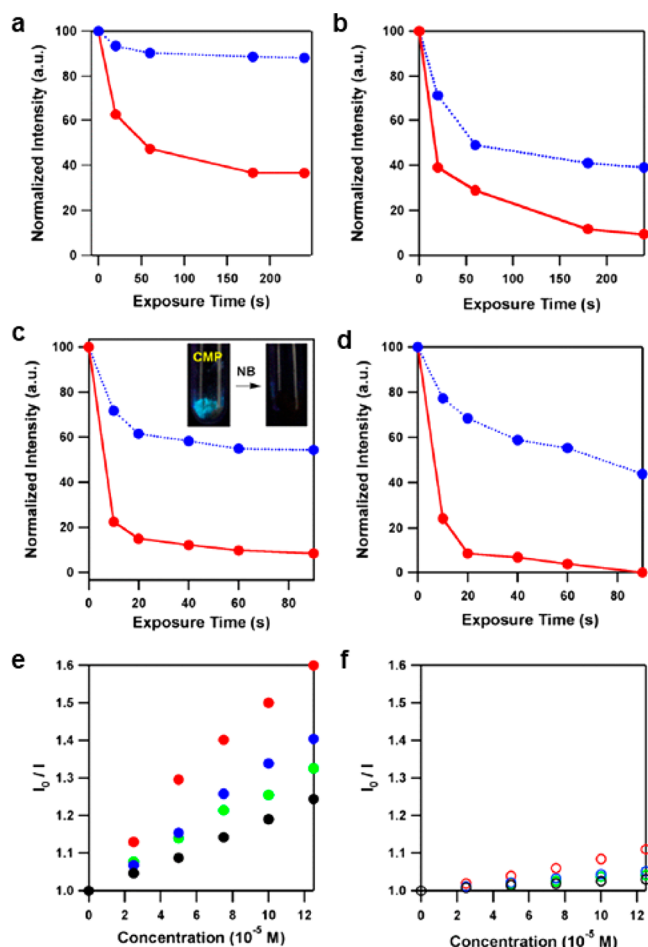 a
100
80
60
40
20
0
Normalized Intensity (a.u.)
0 50 100 150 200
Exposure Time (s)
b
100
80
60
40
20
0
Normalized Intensity (a.u.)
0 50 100 150 200
Exposure Time (s)
c
100
80
60
40
20
0
Normalized Intensity (a.u.)
CMP
NB
0 20 40 60 80
Exposure Time (s)
d
100
80
60
40
20
0
Normalized Intensity (a.u.)
0 20 40 60 80
Exposure Time (s)
e
1.6
1.5
1.4
1.3
1.2
1.1
1.0
I₀ / I
0 2 4 6 8 10 12
Concentration (10⁻⁵ M)
f
1.6
1.5
1.4
1.3
1.2
1.1
1.0
I₀ / I
0 2 4 6 8 10 12
Concentration (10⁻⁵ M)